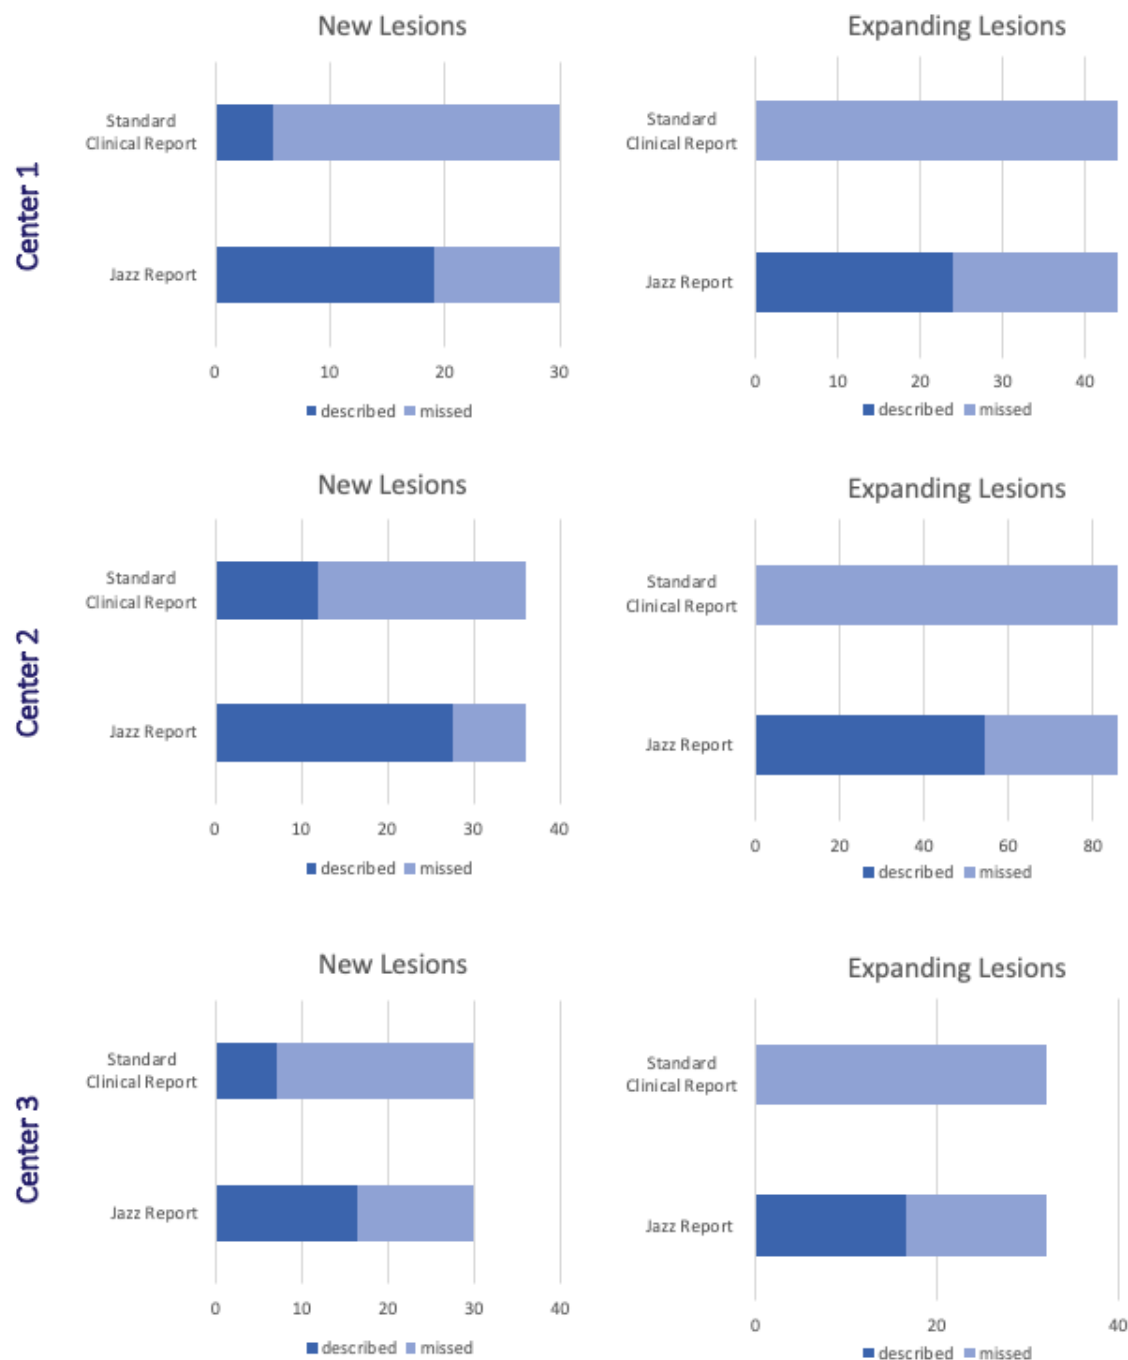 Center 1
New Lesions
Standard
Clinical Report
Jazz Report
0 10 20 30
described missed
Expanding Lesions
Standard
Clinical Report
Jazz Report
0 10 20 30 40
described missed
Center 2
New Lesions
Standard
Clinical Report
Jazz Report
0 10 20 30 40
described missed
Expanding Lesions
Standard
Clinical Report
Jazz Report
0 20 40 60 80
described missed
Center 3
New Lesions
Standard
Clinical Report
Jazz Report
0 10 20 30 40
described missed
Expanding Lesions
Standard
Clinical Report
Jazz Report
0 20 40
described missed